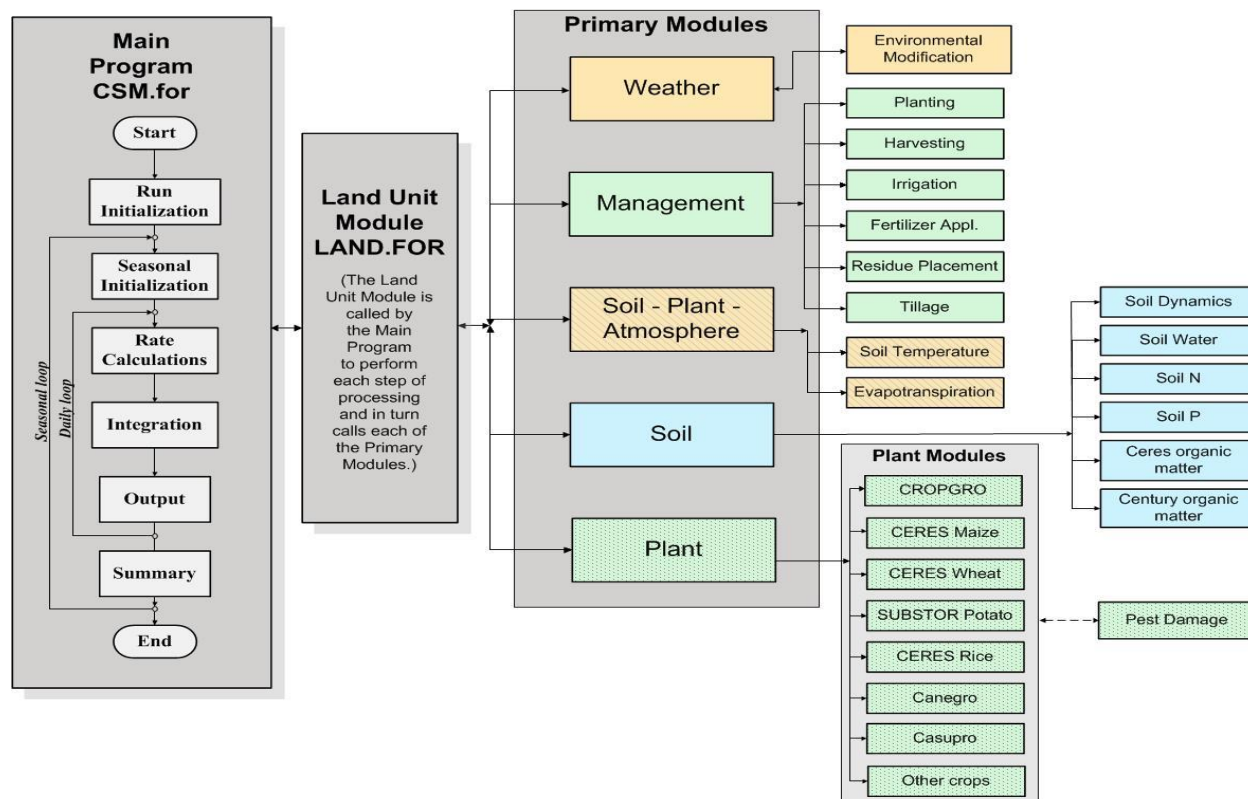 Main
Program
CSM.for
Start
Run
Initialization
Seasonal
Initialization
Rate
Calculations
Integration
Output
Summary
End
Seasonal loop
Daily loop
Land Unit
Module
LAND.FOR
(The Land
Unit Module is
called by
the Main
Program
to perform
each step of
processing
and in turn
calls each of
the Primary
Modules.)
Primary Modules
Weather
Management
Soil - Plant -
Atmosphere
Soil
Plant
Environmental
Modification
Planting
Harvesting
Irrigation
Fertilizer Appl.
Residue Placement
Tillage
Soil Temperature
Evapotranspiration
Soil Dynamics
Soil Water
Soil N
Soil P
Ceres organic
matter
Century organic
matter
Plant Modules
CROPGRO
CERES Maize
CERES Wheat
SUBSTOR Potato
CERES Rice
Canegro
Casupro
Other crops
Pest Damage